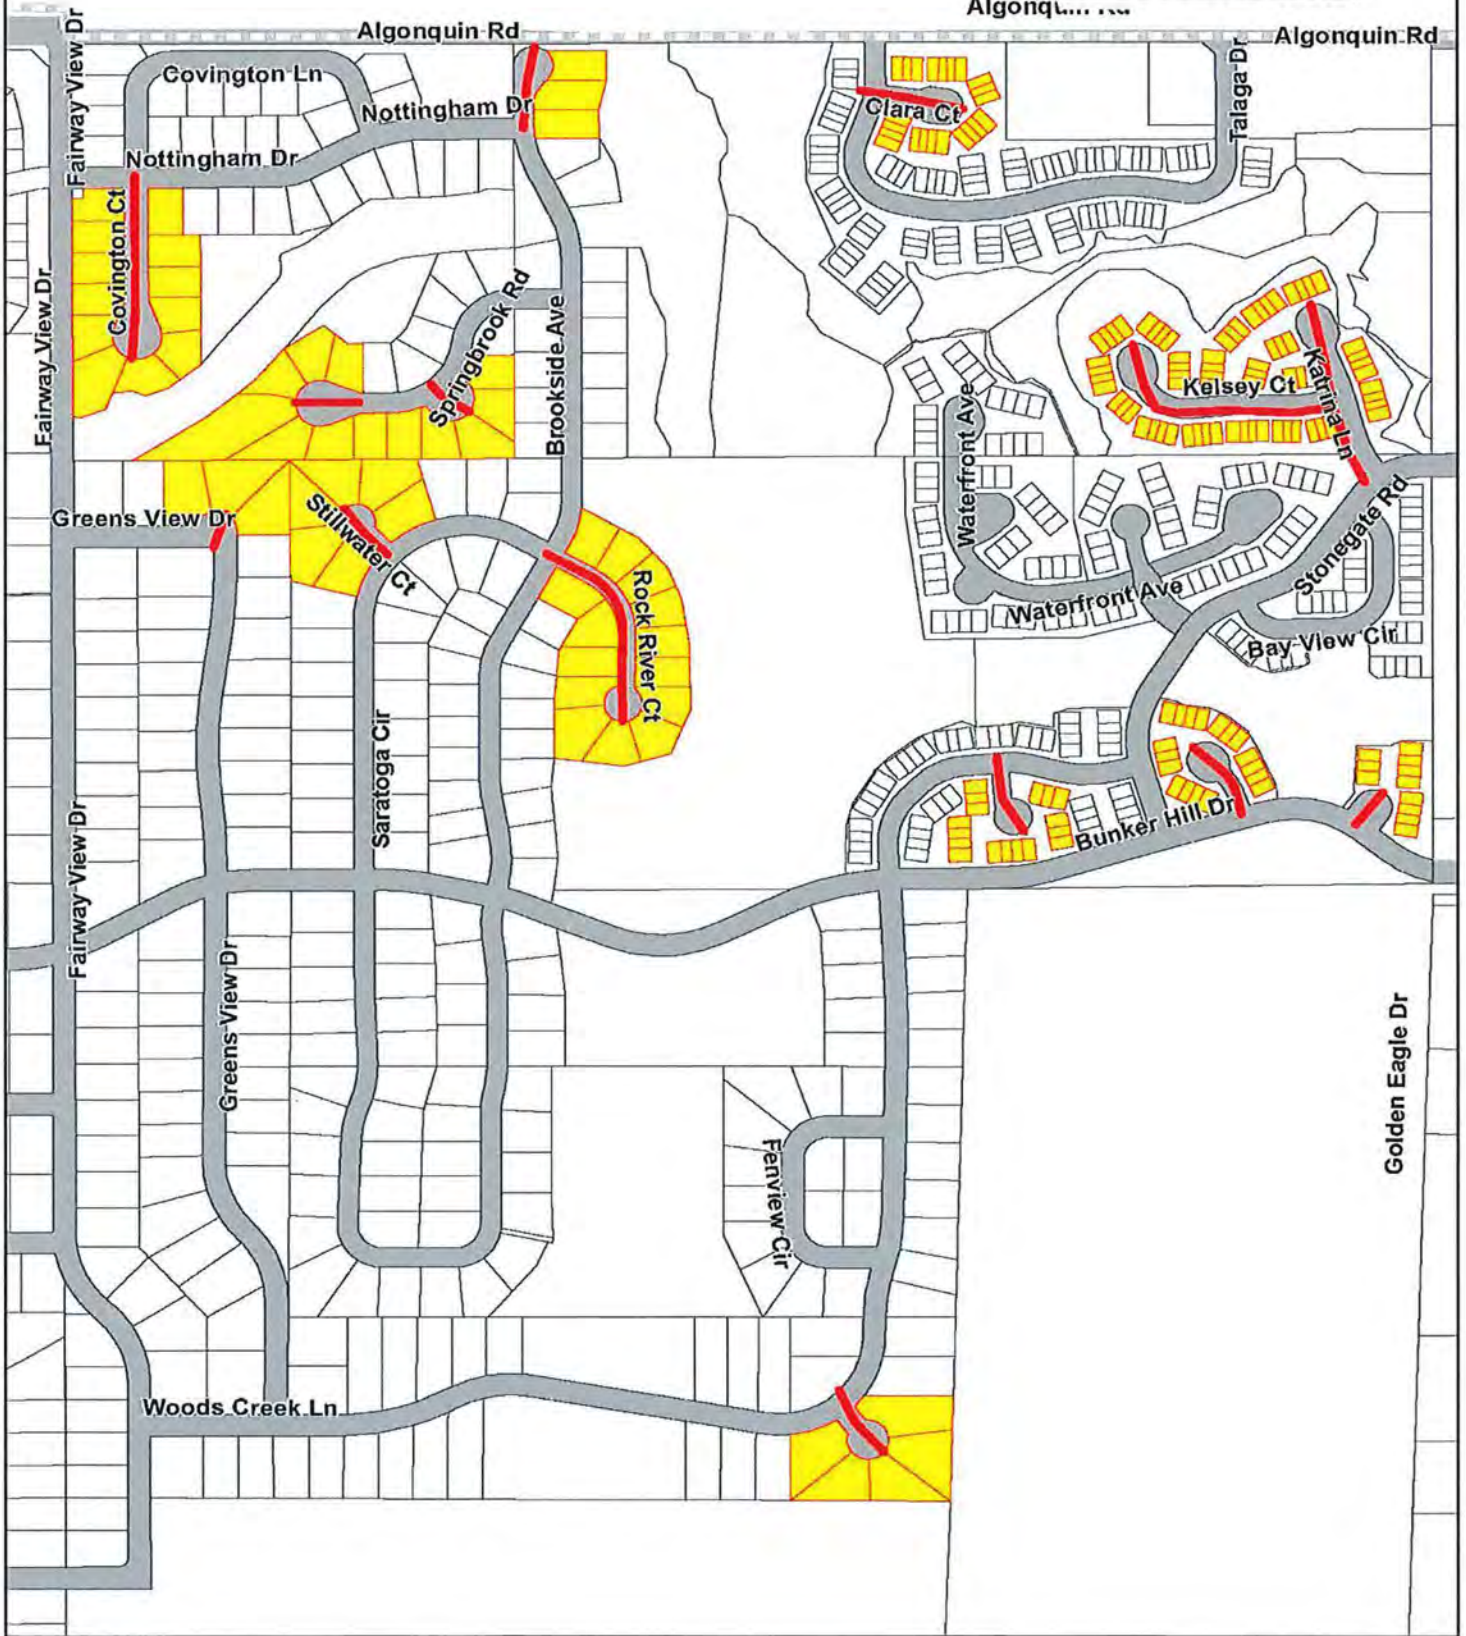 Algonquin Rd
Algonquin Rd
Fairway View Dr
Covington Ln
Nottingham Dr
Clara Ct
Talaga Dr
Nottingham Dr
Covington Ct
Fairway View Dr
Springbrook Rd
Brookside Ave
Kelsey Ct
Katrina Ln
Waterfront Ave
Greens View Dr
Stillwater Ct
Stonegate Rd
Rock River Ct
Waterfront Ave
Bay View Cir
Saratoga Cir
Bunker Hill Dr
Fairway View Dr
Greens View Dr
Golden Eagle Dr
Fenview Cir
Woods Creek Ln